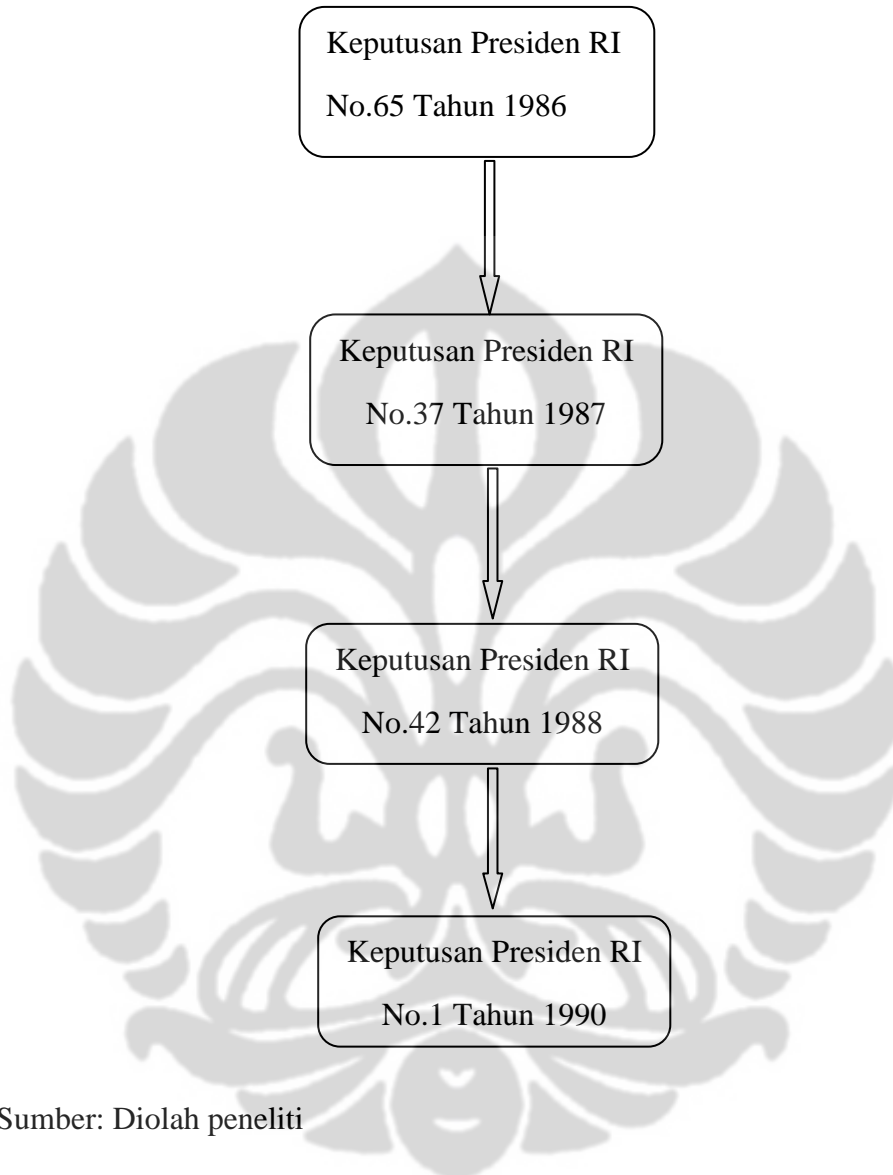 Keputusan Presiden RI
No.65 Tahun 1986
Keputusan Presiden RI
No.37 Tahun 1987
Keputusan Presiden RI
No.42 Tahun 1988
Keputusan Presiden RI
No.1 Tahun 1990
Sumber: Diolah peneliti